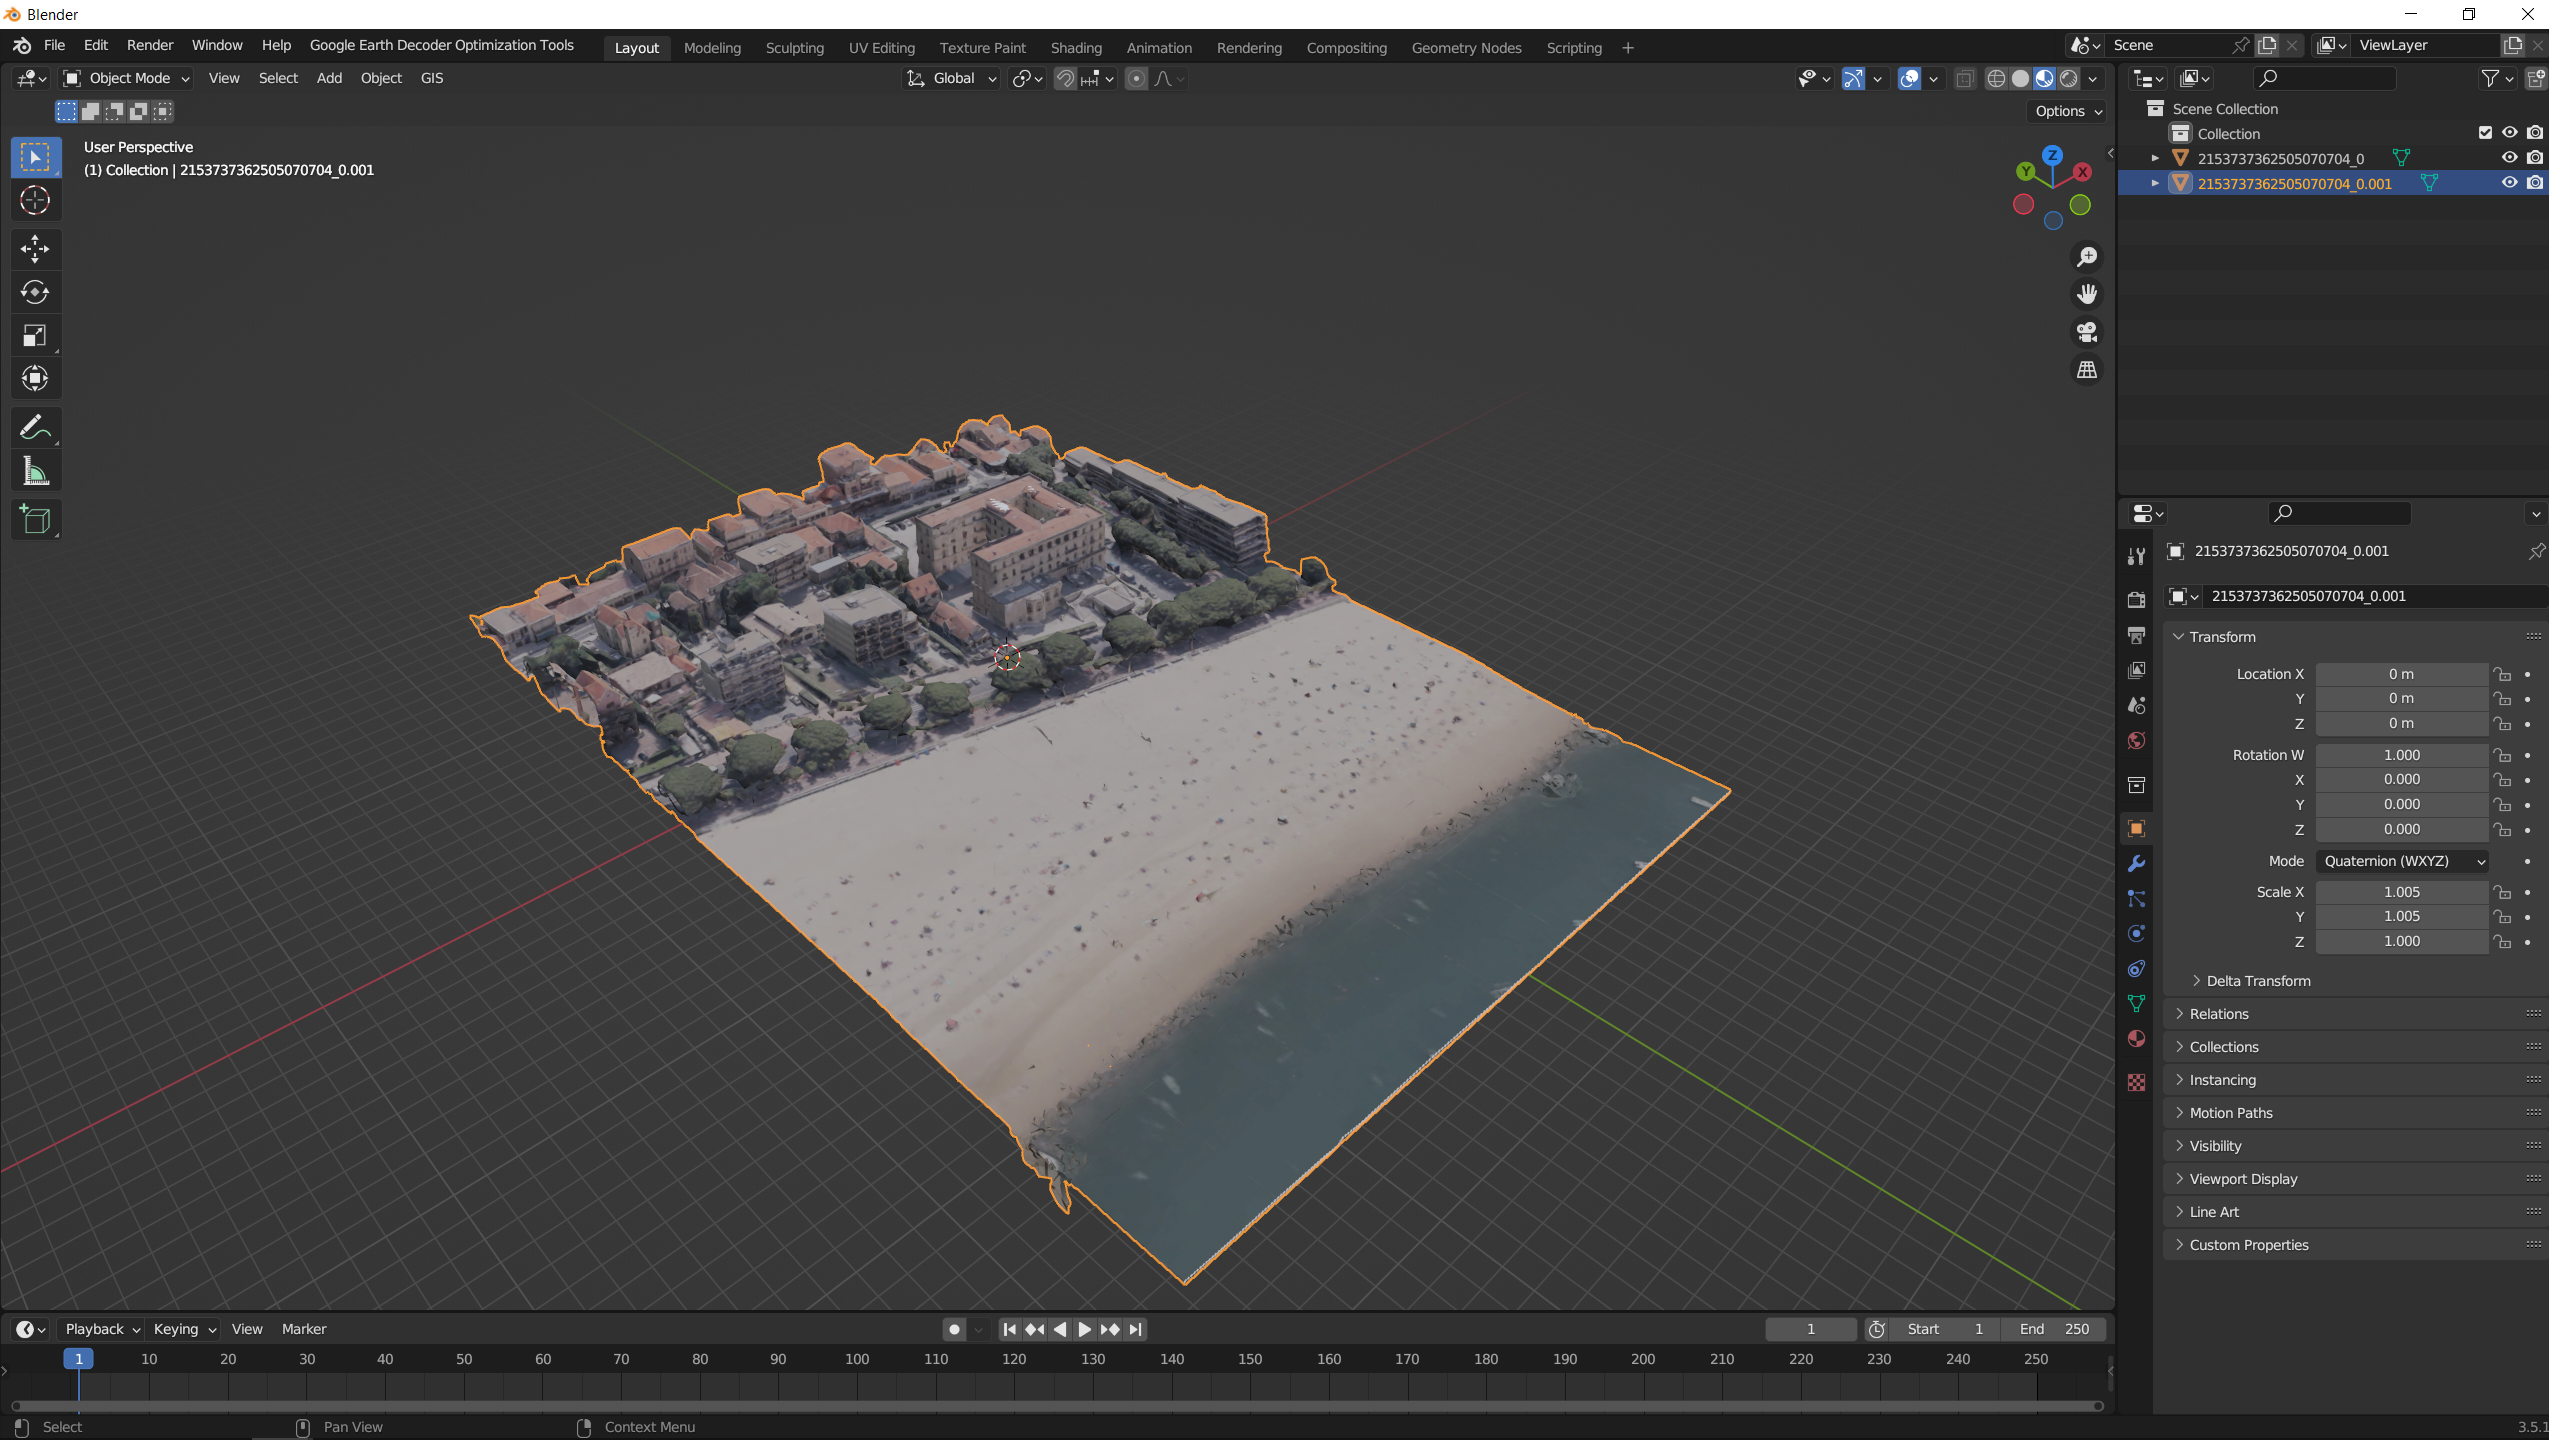 Blender
File Edit Render Window Help Google Earth Decoder Optimization Tools Layout Modeling Sculpting UV Editing Texture Paint Shading Animation Rendering Compositing Geometry Nodes Scripting + Scene ViewLayer
Object Mode View Select Add Object GIS Global
Options
User Perspective
(1) Collection | 2153737362505070704_0.001
Z
Y
X
Scene Collection
Collection
2153737362505070704_0
2153737362505070704_0.001
2153737362505070704_0.001
2153737362505070704_0.001
Transform
Location X 0 m
Y 0 m
Z 0 m
Rotation W 1.000
X 0.000
Y 0.000
Z 0.000
Mode Quaternion (WXYZ)
Scale X 1.005
Y 1.005
Z 1.000
Delta Transform
Relations
Collections
Instancing
Motion Paths
Visibility
Viewport Display
Line Art
Custom Properties
Playback Keying View Marker 1 Start 1 End 250
1 10 20 30 40 50 60 70 80 90 100 110 120 130 140 150 160 170 180 190 200 210 220 230 240 250
Select Pan View Context Menu 3.5.1